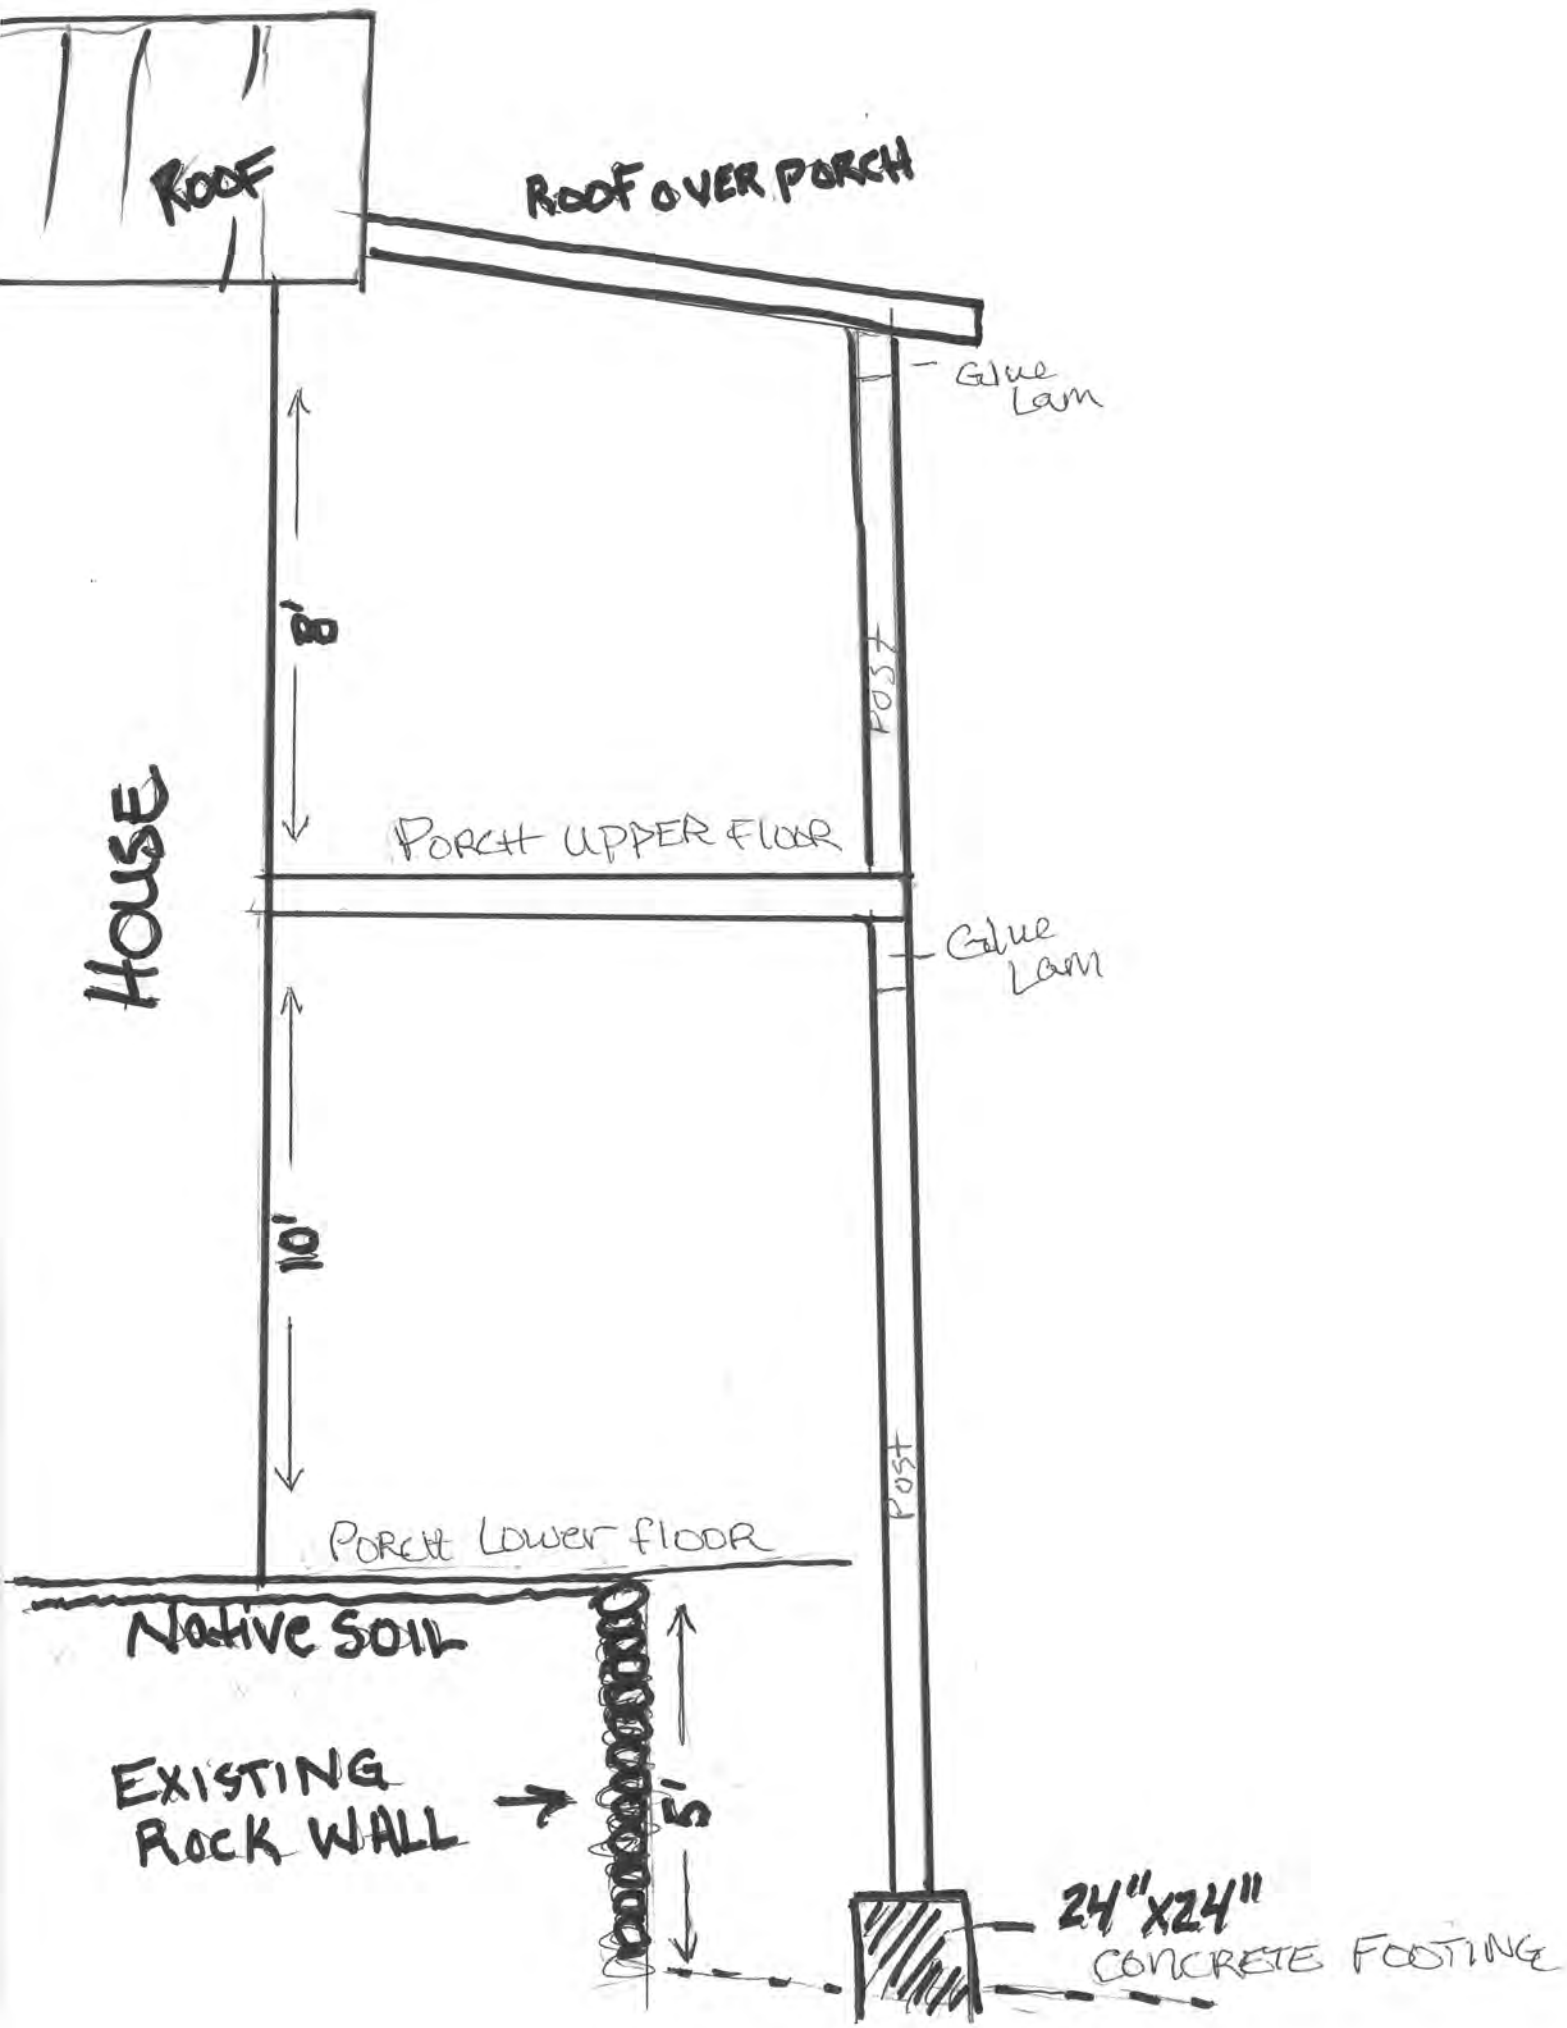 ROOF
ROOF OVER PORCH
Glue
Lam
8'
Post
PORCH UPPER FLOOR
HOUSE
Glue
Lam
10'
Post
PORCH LOWER FLOOR
Native SOIL
EXISTING
ROCK WALL
5'
24"X24"
CONCRETE FOOTING